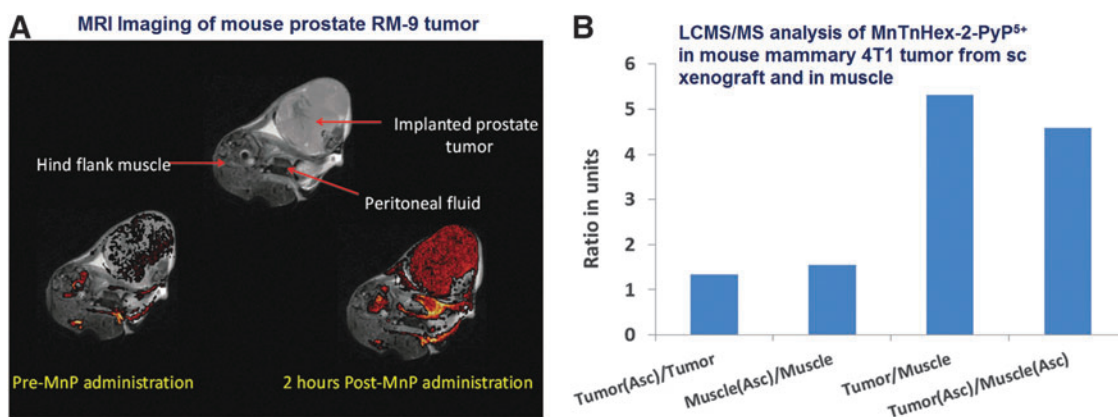 A
MRI Imaging of mouse prostate RM-9 tumor
Implanted prostate
tumor
Hind flank muscle
Peritoneal fluid
Pre-MnP administration
2 hours Post-MnP administration
B
LCMS/MS analysis of MnTnHex-2-PyP⁵⁺
in mouse mammary 4T1 tumor from sc
xenograft and in muscle
Ratio in units
6
5
4
3
2
1
0
Tumor(Asc)/Tumor
Muscle(Asc)/Muscle
Tumor/Muscle
Tumor(Asc)/Muscle(Asc)